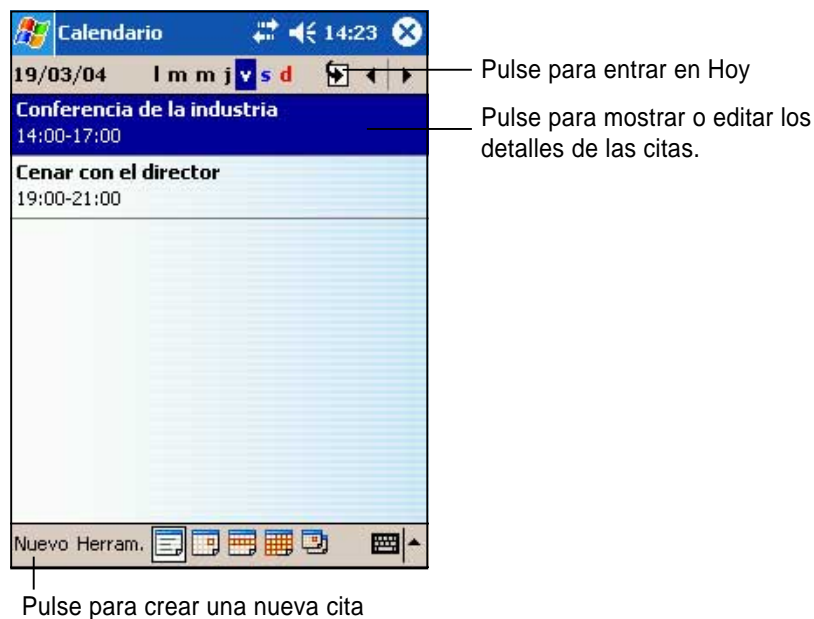 Calendario 14:23
19/03/04 l m m j v s d
Pulse para entrar en Hoy
Conferencia de la industria
14:00-17:00
Pulse para mostrar o editar los
detalles de las citas.
Cenar con el director
19:00-21:00
Nuevo Herram.
Pulse para crear una nueva cita